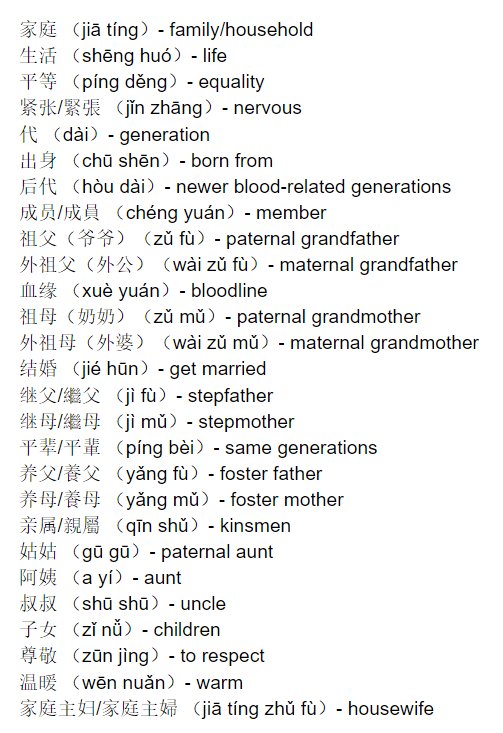 家庭 （jiā tíng）- family/household
生活 （shēng huó）- life
平等 （píng děng）- equality
紧张/緊張 （jǐn zhāng）- nervous
代 （dài）- generation
出身 （chū shēn）- born from
后代 （hòu dài）- newer blood-related generations
成员/成員 （chéng yuán）- member
祖父（爷爷）（zǔ fù）- paternal grandfather
外祖父（外公）（wài zǔ fù）- maternal grandfather
血缘 （xuè yuán）- bloodline
祖母（奶奶）（zǔ mǔ）- paternal grandmother
外祖母（外婆）（wài zǔ mǔ）- maternal grandmother
结婚 （jié hūn）- get married
继父/繼父 （jì fù）- stepfather
继母/繼母 （jì mǔ）- stepmother
平辈/平輩 （píng bèi）- same generations
养父/養父 （yǎng fù）- foster father
养母/養母 （yǎng mǔ）- foster mother
亲属/親屬 （qīn shǔ）- kinsmen
姑姑 （gū gū）- paternal aunt
阿姨 （a yí）- aunt
叔叔 （shū shū）- uncle
子女 （zǐ nǚ）- children
尊敬 （zūn jìng）- to respect
温暖 （wēn nuǎn）- warm
家庭主妇/家庭主婦 （jiā tíng zhǔ fù）- housewife